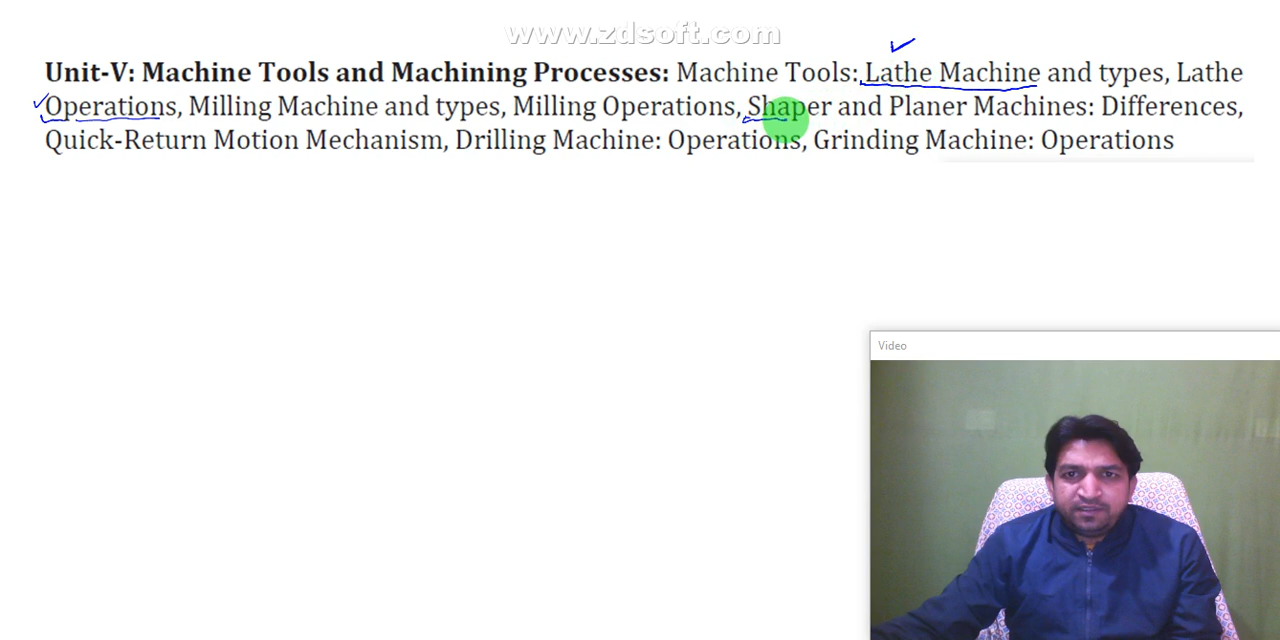 www.zdsoft.com
Unit-V: Machine Tools and Machining Processes: Machine Tools: Lathe Machine and types, Lathe
Operations, Milling Machine and types, Milling Operations, Shaper and Planer Machines: Differences,
Quick-Return Motion Mechanism, Drilling Machine: Operations, Grinding Machine: Operations
Video